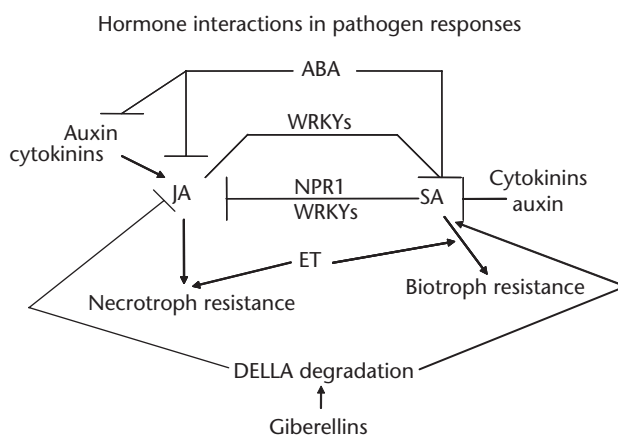 Hormone interactions in pathogen responses
ABA
WRKYs
Auxin
cytokinins
JA
NPR1
WRKYs
SA
Cytokinins
auxin
ET
Necrotroph resistance
Biotroph resistance
DELLA degradation
Giberellins